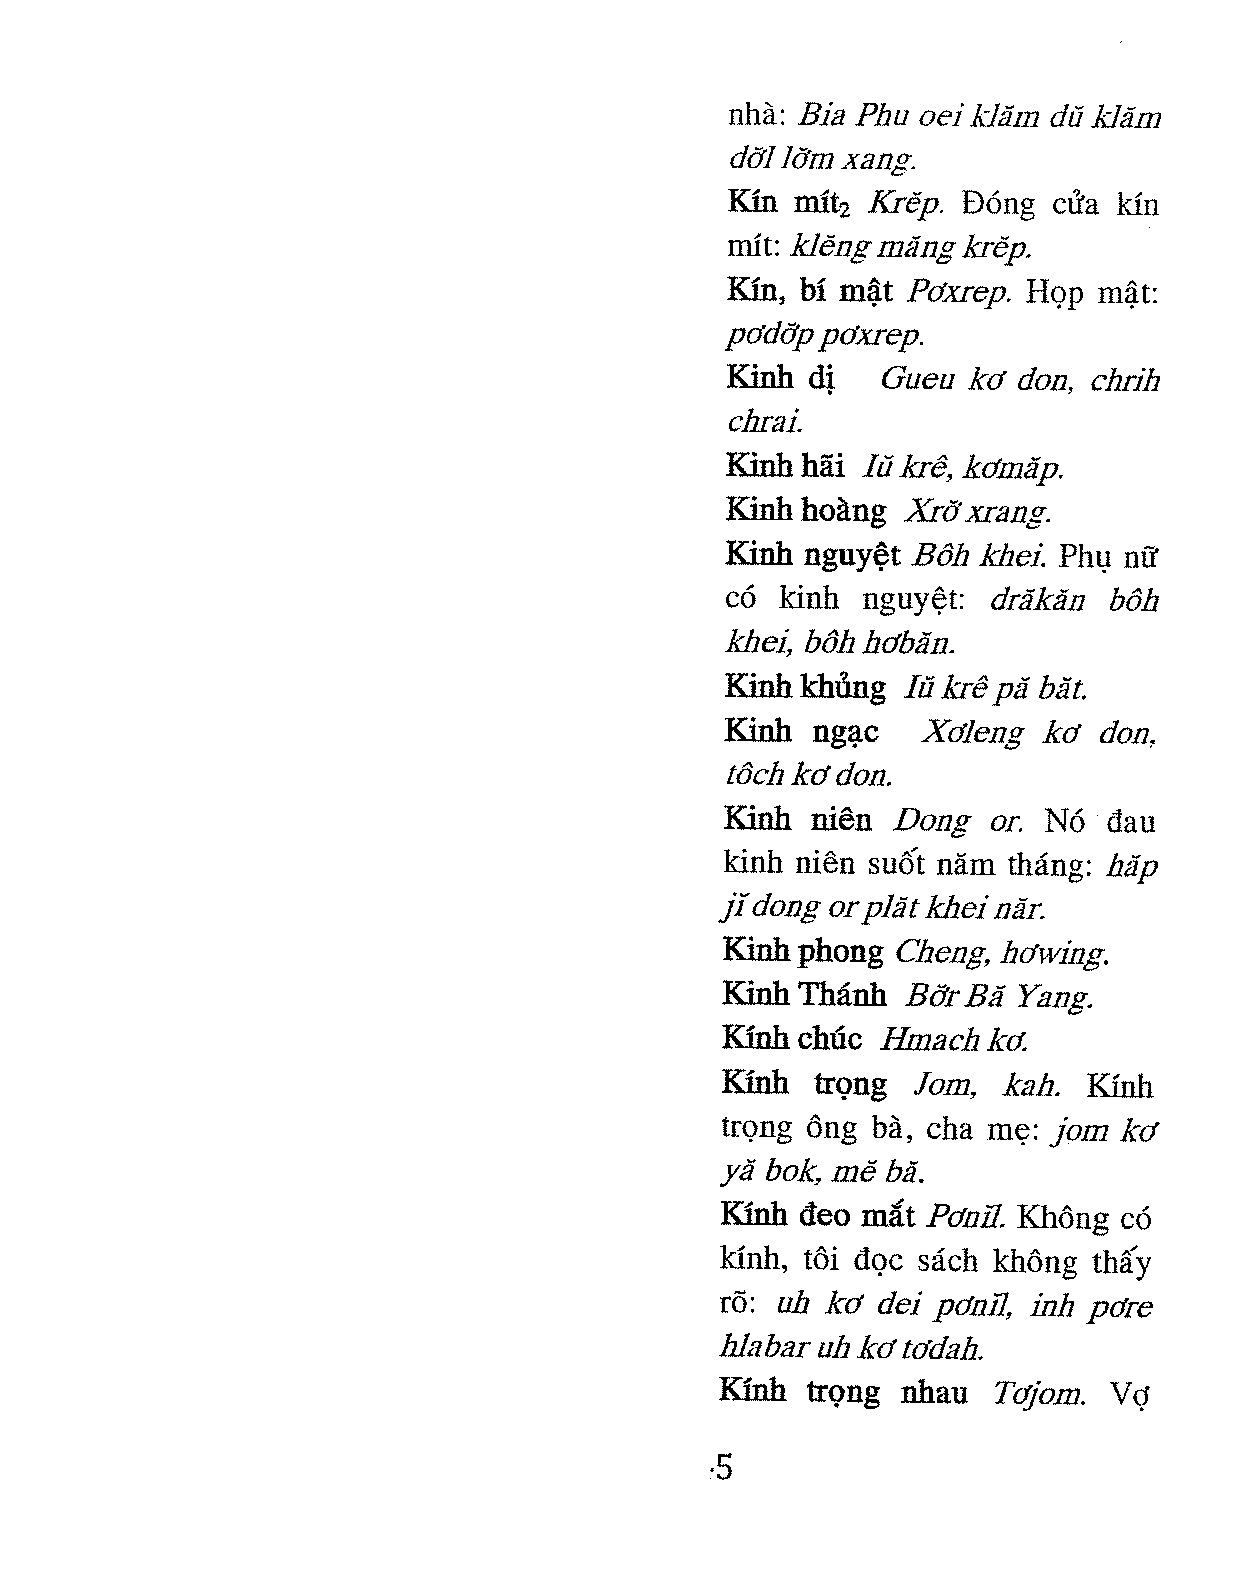 nhà: Bia Phu oei klăm dŭ klăm
dơ̆l lơ̆m xang.
Kín mít₂ Krĕp. Đóng cửa kín
mít: klĕng măng krĕp.
Kín, bí mật Pơxrep. Họp mật:
pơdơ̆p pơxrep.
Kinh dị Gueu kơ don, chrih
chrai.
Kinh hãi Iŭ krê, kơmăp.
Kinh hoàng Xrơ̆ xrang.
Kinh nguyệt Bôh khei. Phụ nữ
có kinh nguyệt: drăkăn bôh
khei, bôh hơbăn.
Kinh khủng Iŭ krê pă băt.
Kinh ngạc Xơleng kơ don,
tôch kơ don.
Kinh niên Dong or. Nó đau
kinh niên suốt năm tháng: hăp
jĭ dong or plăt khei năr.
Kinh phong Cheng, hơwing.
Kinh Thánh Bơ̆r Bă Yang.
Kính chúc Hmach kơ.
Kính trọng Jom, kah. Kính
trọng ông bà, cha mẹ: jom kơ
yă bok, mĕ bă.
Kính đeo mắt Pơnĭl. Không có
kính, tôi đọc sách không thấy
rõ: uh kơ dei pơnĭl, inh pơre
hlabar uh kơ tơdah.
Kính trọng nhau Tơjom. Vợ
5